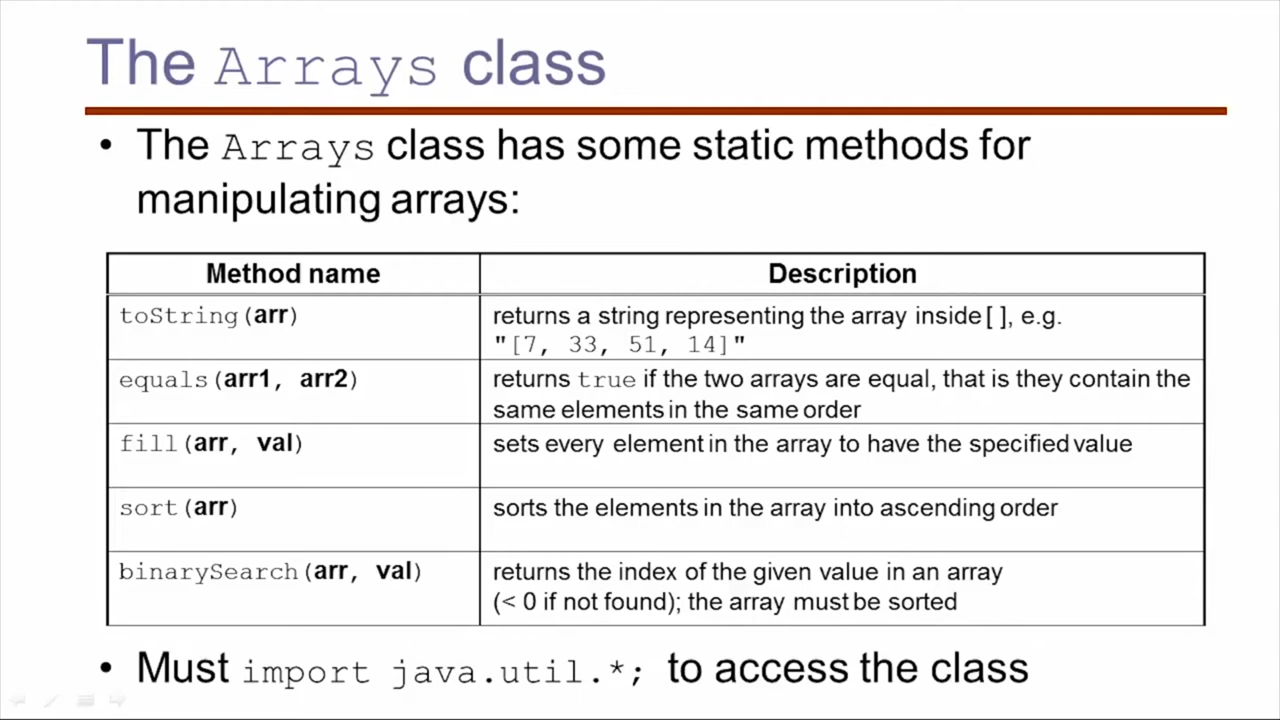 The Arrays class
• The Arrays class has some static methods for
manipulating arrays:
Method name Description
toString(arr) returns a string representing the array inside [ ], e.g.
"[7, 33, 51, 14]"
equals(arr1, arr2) returns true if the two arrays are equal, that is they contain the
same elements in the same order
fill(arr, val) sets every element in the array to have the specified value
sort(arr) sorts the elements in the array into ascending order
binarySearch(arr, val) returns the index of the given value in an array
(< 0 if not found); the array must be sorted
• Must import java.util.*; to access the class